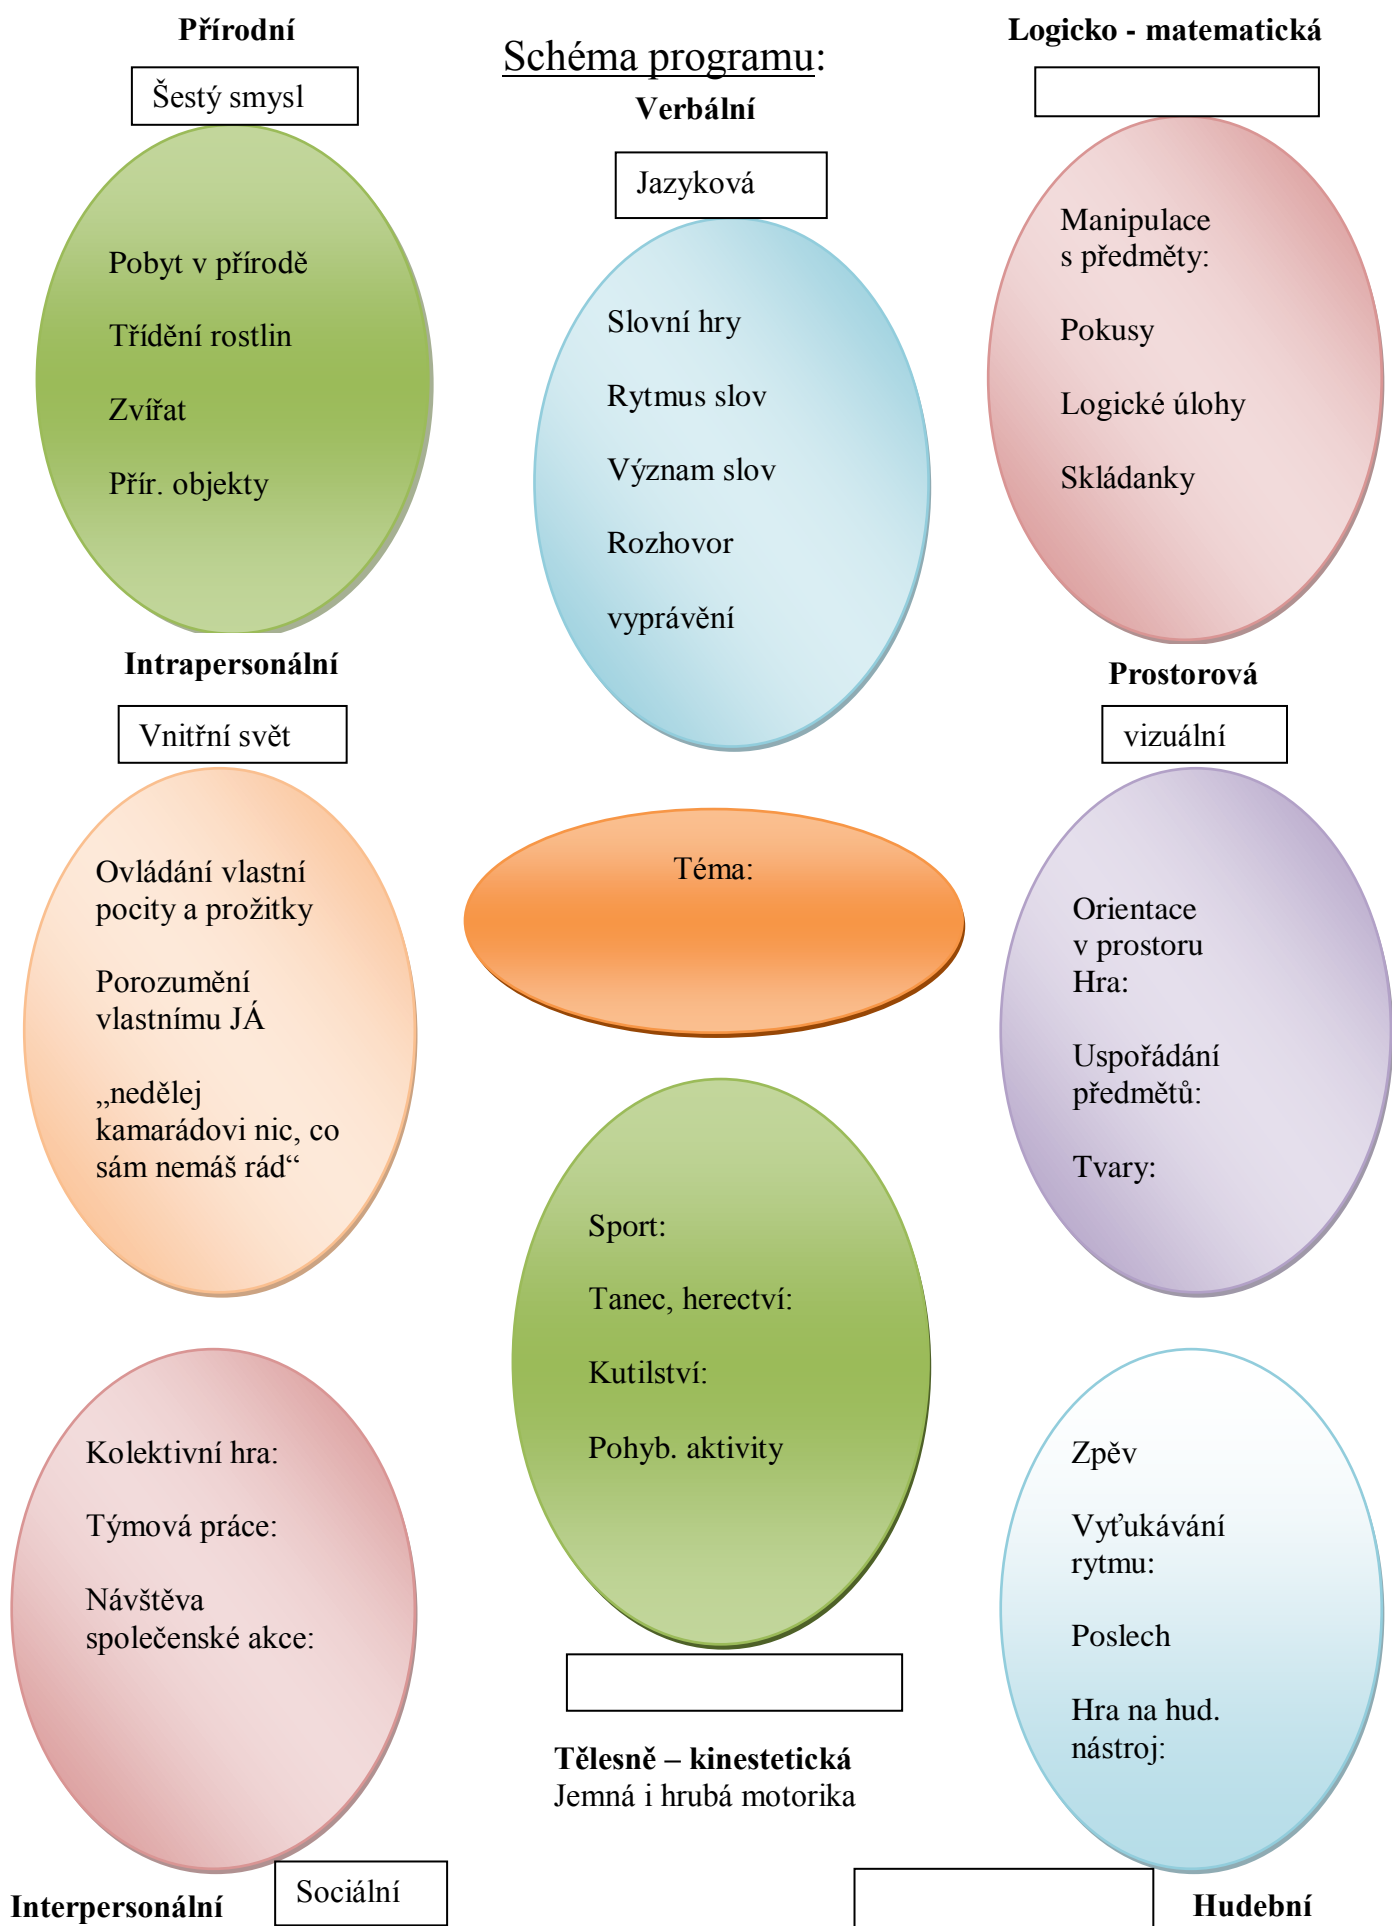 Přírodní
Logicko - matematická
Schéma programu:
Šestý smysl
Verbální
Jazyková
Pobyt v přírodě
Třídění rostlin
Zvířat
Přír. objekty
Slovní hry
Rytmus slov
Význam slov
Rozhovor
vyprávění
Manipulace
s předměty:
Pokusy
Logické úlohy
Skládanky
Intrapersonální
Vnitřní svět
Prostorová
vizuální
Ovládání vlastní
pocity a prožitky
Porozumění
vlastnímu JÁ
„nedělej
kamarádovi nic, co
sám nemáš rád“
Téma:
Orientace
v prostoru
Hra:
Uspořádání
předmětů:
Tvary:
Sport:
Tanec, herectví:
Kutilství:
Pohyb. aktivity
Kolektivní hra:
Týmová práce:
Návštěva
společenské akce:
Zpěv
Vyťukávání
rytmu:
Poslech
Hra na hud.
nástroj:
Tělesně – kinestetická
Jemná i hrubá motorika
Interpersonální
Sociální
Hudební